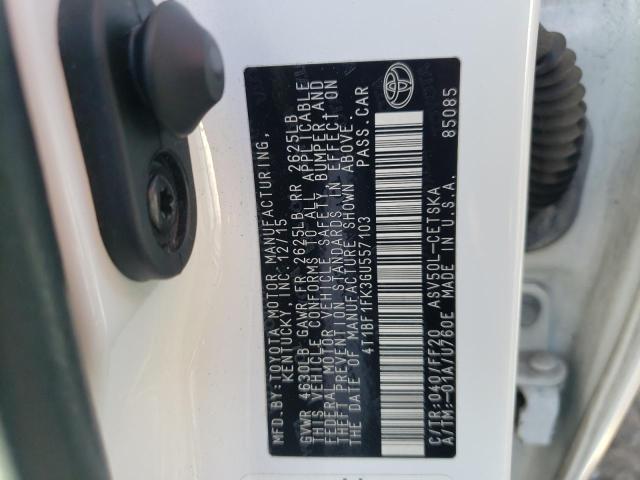 MFD.BY:TOYOTA MOTOR MANUFACTURING,
KENTUCKY, INC. 12/15
GVWR 4630LB GAWR FR 2625LB RR 2625LB
THIS VEHICLE CONFORMS TO ALL APPLICABLE
FEDERAL MOTOR VEHICLE SAFETY BUMPER, AND
THEFT PREVENTION STANDARDS IN EFFECT ON
THE DATE OF MANUFACTURE SHOWN ABOVE.
4T1BF1FK3GU557103 PASS.CAR
C/TR:040/FF20 ASV50L-CETSKA
A/TM:-01A/U760E MADE IN U.S.A. 85085